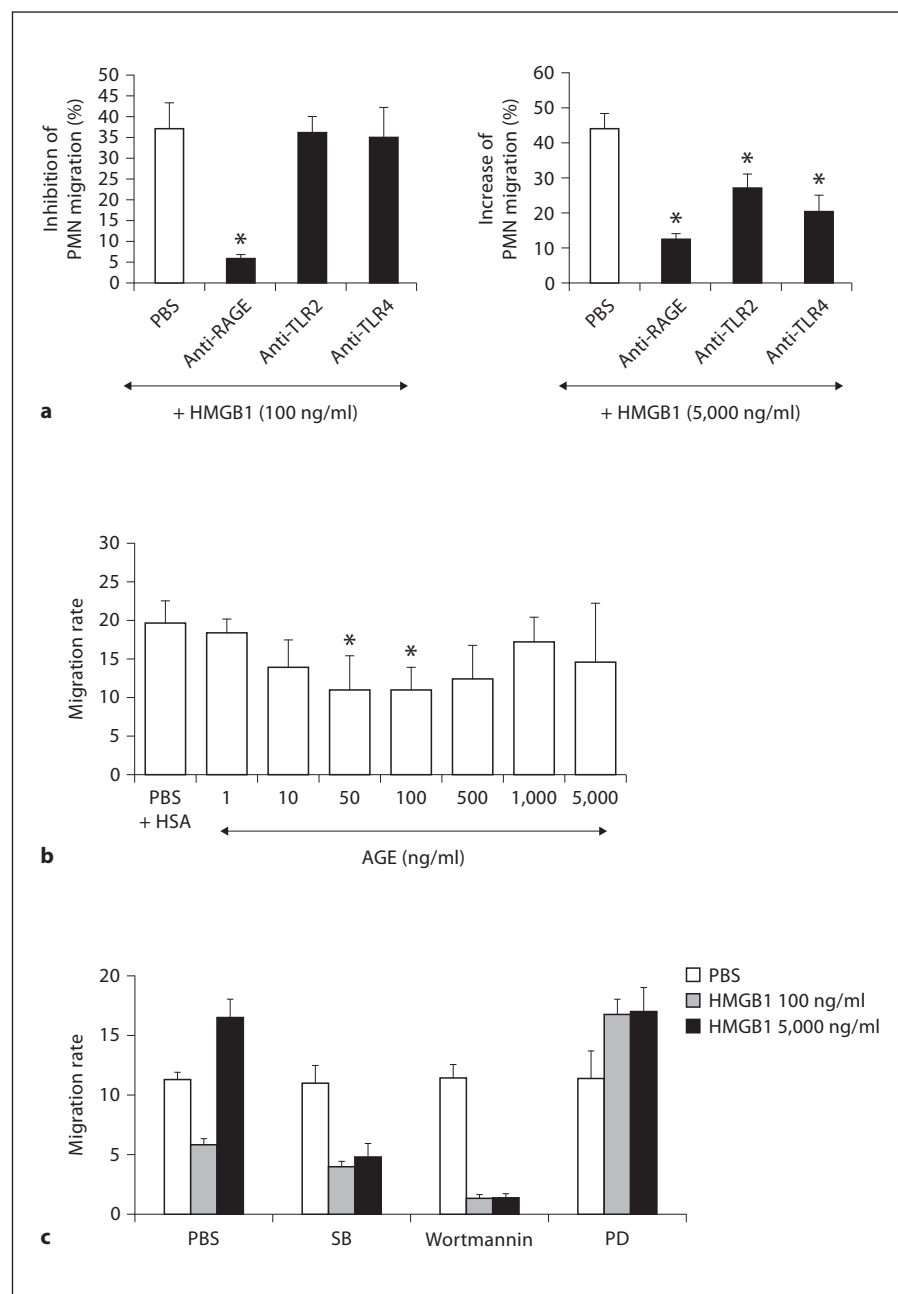 50
45
40
35
30
25
20
15
10
5
0
Inhibition of
PMN migration (%)
*
PBS
Anti-RAGE
Anti-TLR2
Anti-TLR4
+ HMGB1 (100 ng/ml)
60
50
40
30
20
10
0
Increase of
PMN migration (%)
*
*
*
PBS
Anti-RAGE
Anti-TLR2
Anti-TLR4
+ HMGB1 (5,000 ng/ml)
a
30
25
20
15
10
5
0
Migration rate
* *
PBS
+ HSA
1 10 50 100 500 1,000 5,000
AGE (ng/ml)
b
20
15
10
5
0
Migration rate
PBS
HMGB1 100 ng/ml
HMGB1 5,000 ng/ml
PBS SB Wortmannin PD
c